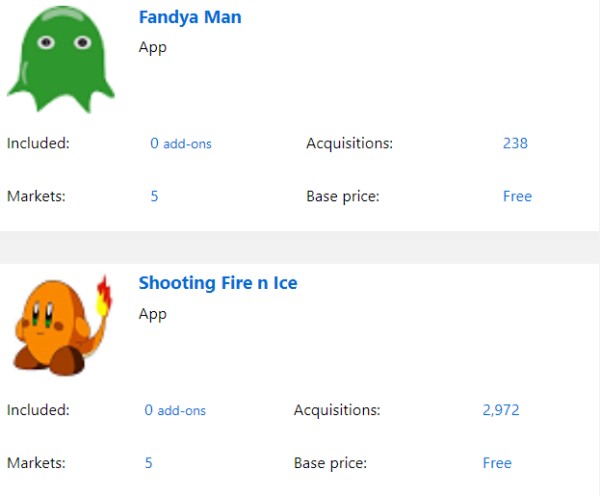 Fandya Man
App
Included: 0 add-ons Acquisitions: 238
Markets: 5 Base price: Free
Shooting Fire n Ice
App
Included: 0 add-ons Acquisitions: 2,972
Markets: 5 Base price: Free